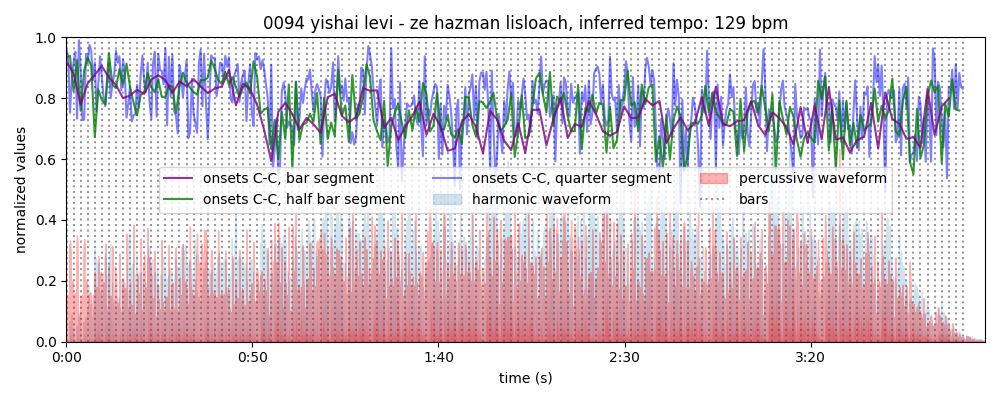 0094 yishai levi - ze hazman lisloach, inferred tempo: 129 bpm
normalized values
1.0
0.8
0.6
0.4
0.2
0.0
onsets C-C, bar segment
onsets C-C, half bar segment
onsets C-C, quarter segment
harmonic waveform
percussive waveform
bars
0:00
0:50
1:40
2:30
3:20
time (s)